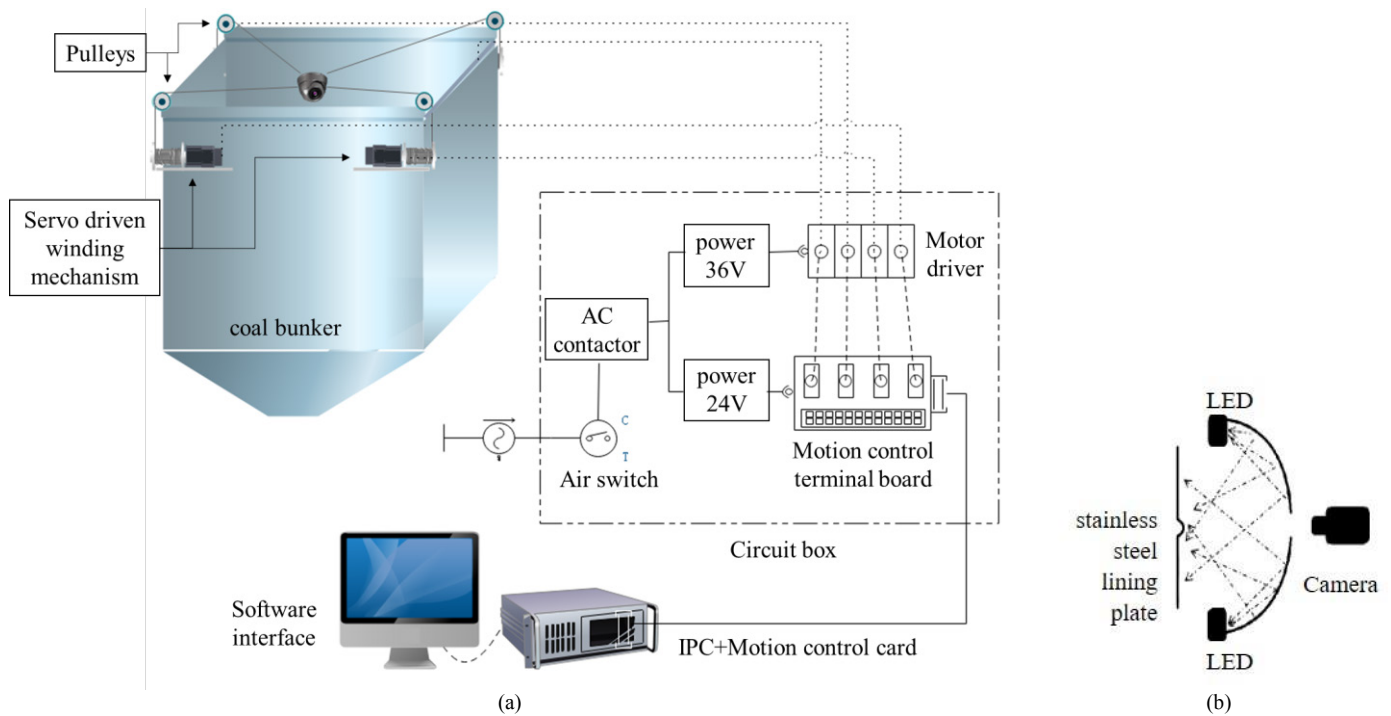 Pulleys
Servo driven
winding
mechanism
coal bunker
power
36V
Motor
driver
AC
contactor
power
24V
C
T
Air switch
Motion control
terminal board
Circuit box
Software
interface
IPC+Motion control card
(a)
LED
stainless
steel
lining
plate
Camera
LED
(b)